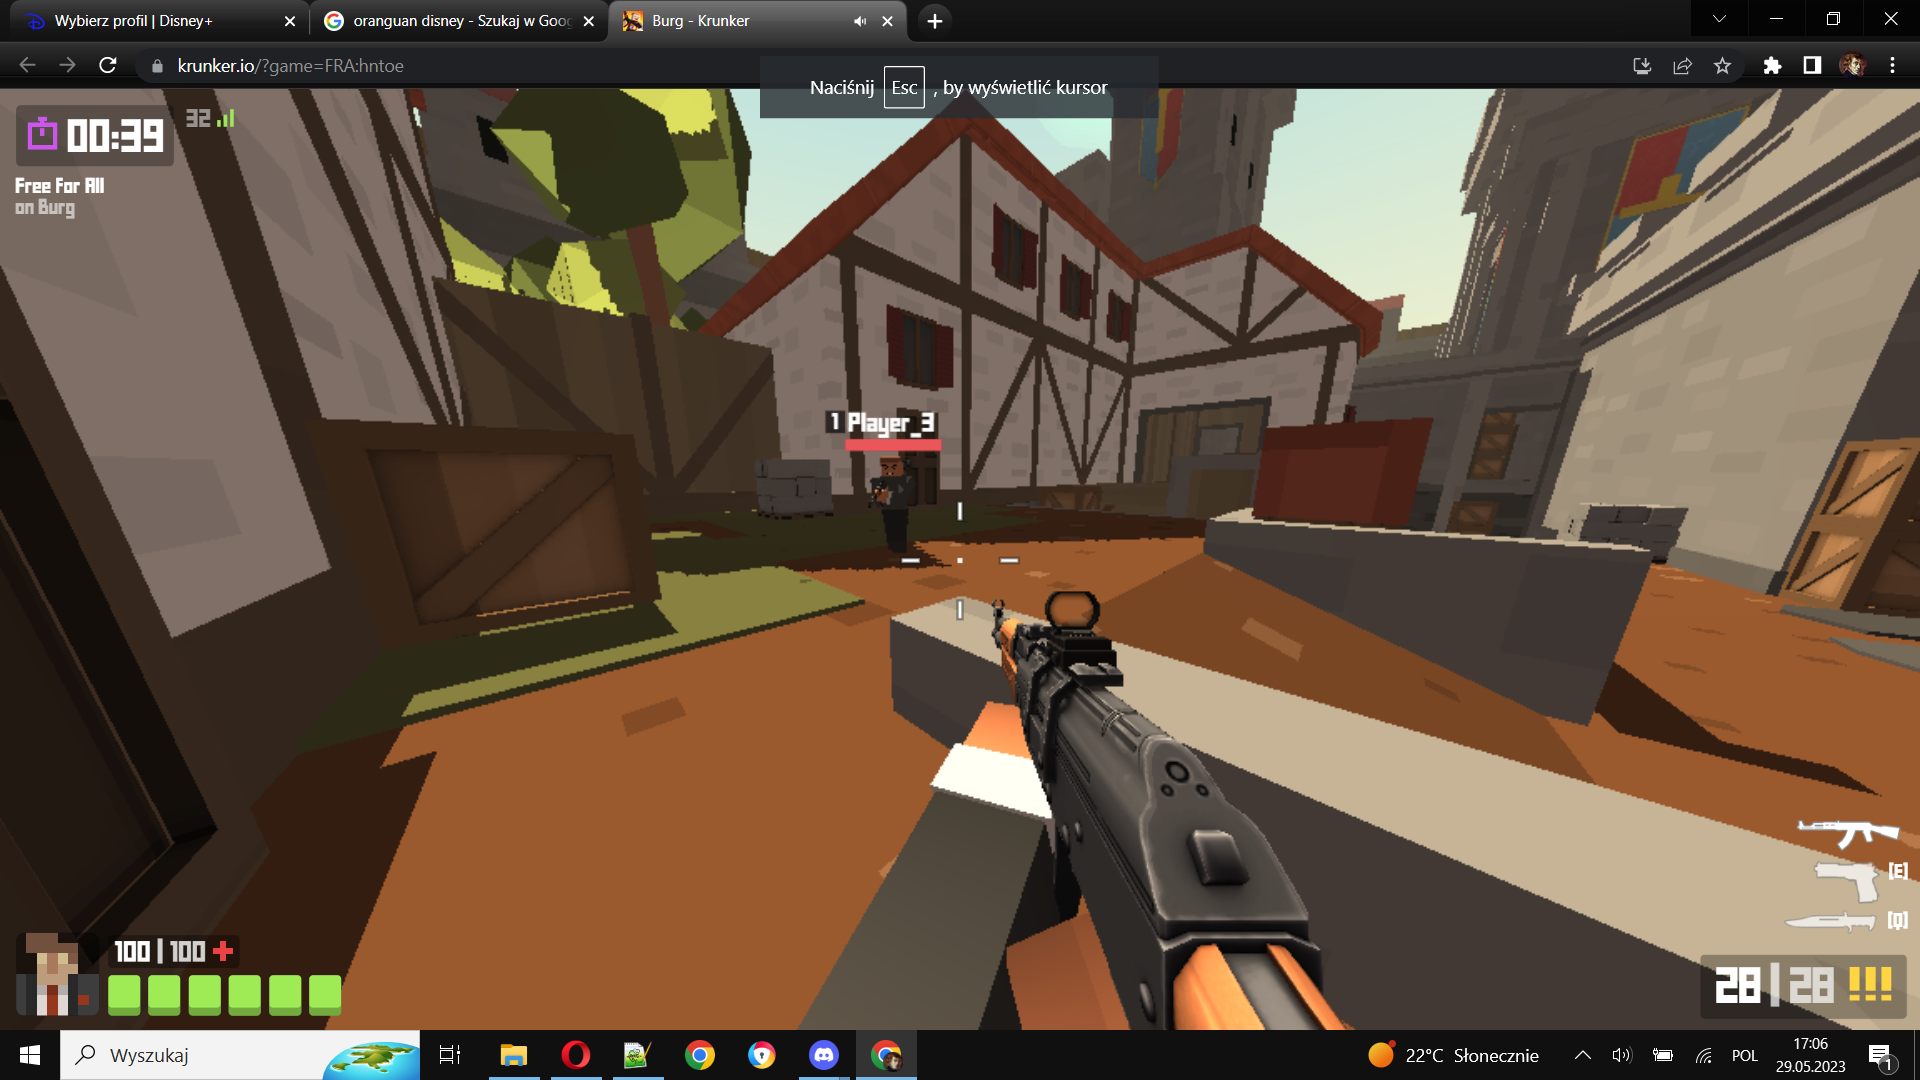 Wybierz profil | Disney+
oranguan disney - Szukaj w Goo
Burg - Krunker
krunker.io/?game=FRA:hntoe
Naciśnij Esc , by wyświetlić kursor
00:39
32
Free For All
on Burg
1 Player_3
[E]
[Q]
100 | 100
28 | 28 !!!
Wyszukaj
22°C Słonecznie
POL
17:06
29.05.2023
1